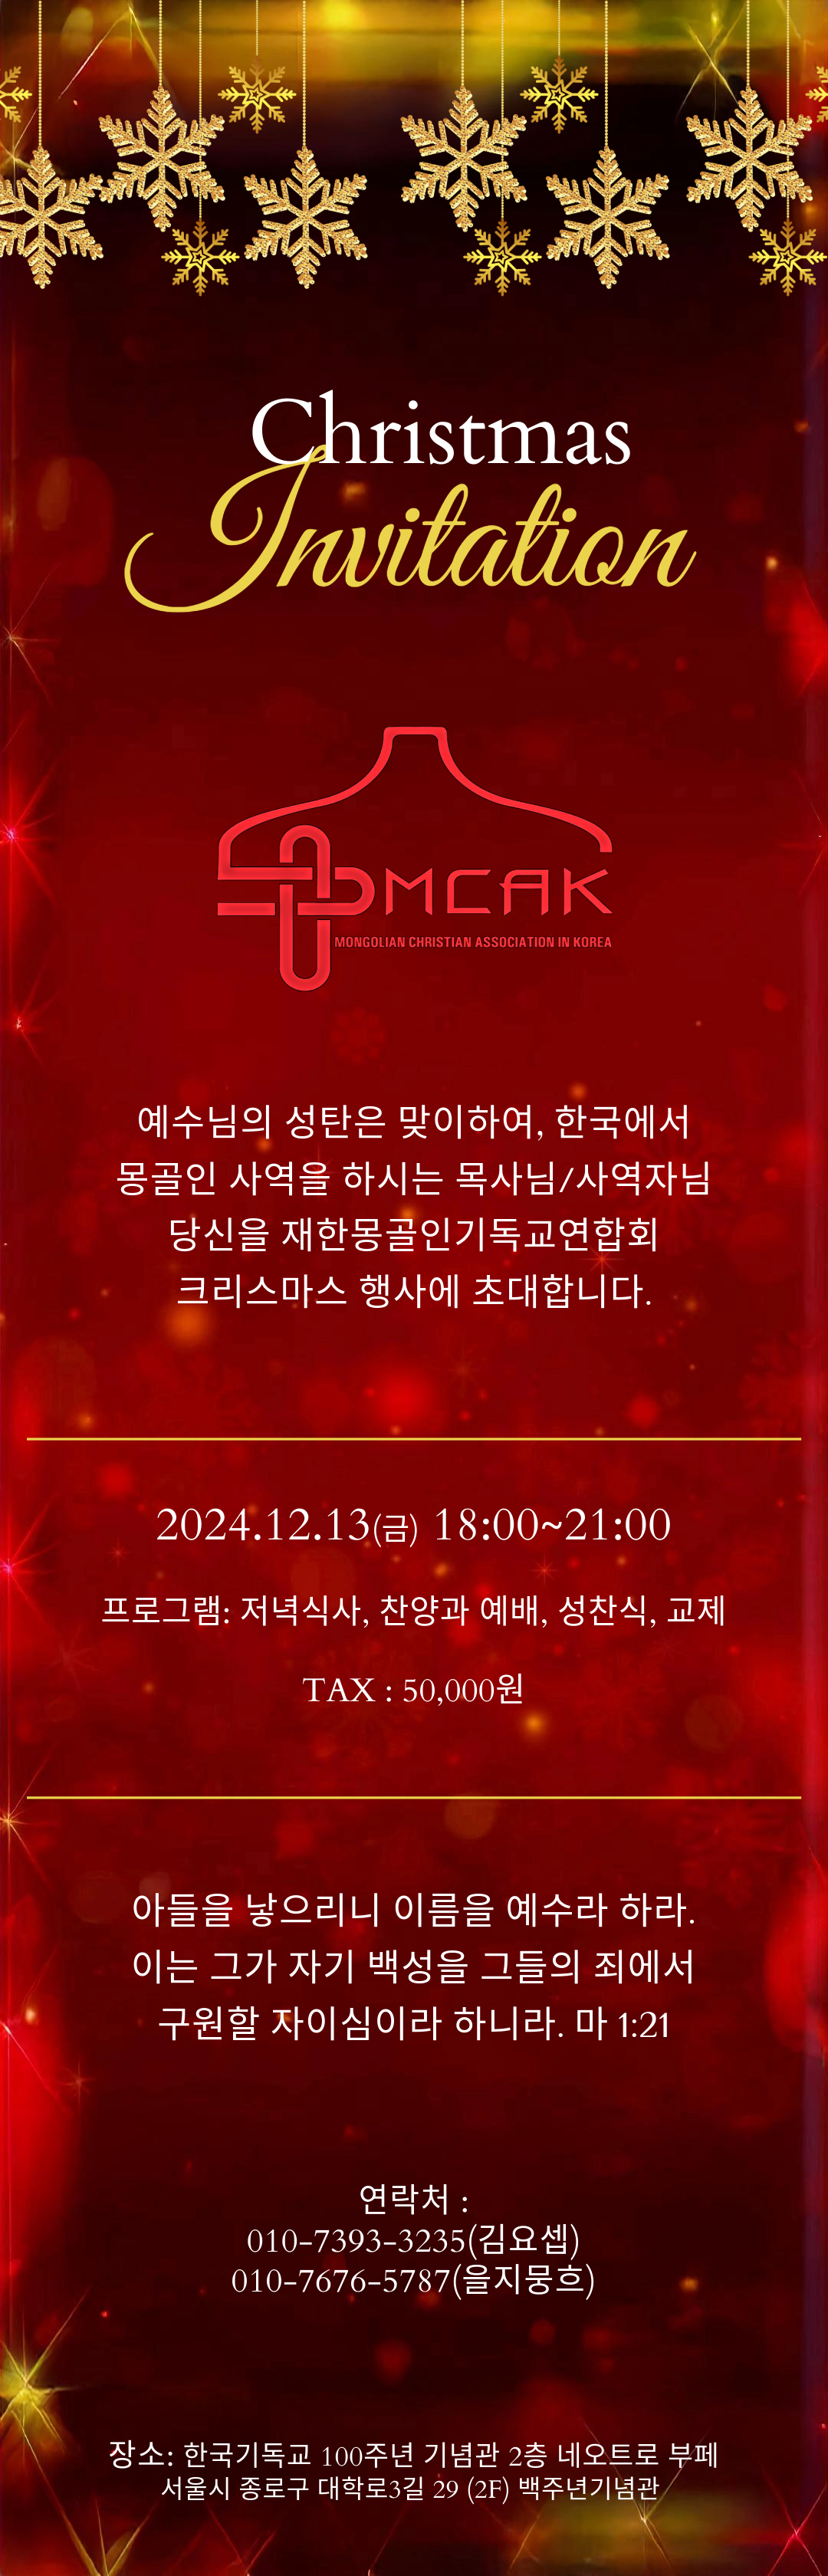 Christmas
Invitation
MCAK
MONGOLIAN CHRISTIAN ASSOCIATION IN KOREA
예수님의 성탄은 맞이하여, 한국에서
몽골인 사역을 하시는 목사님/사역자님
당신을 재한몽골인기독교연합회
크리스마스 행사에 초대합니다.
2024.12.13(금) 18:00~21:00
프로그램: 저녁식사, 찬양과 예배, 성찬식, 교제
TAX : 50,000원
아들을 낳으리니 이름을 예수라 하라.
이는 그가 자기 백성을 그들의 죄에서
구원할 자이심이라 하니라. 마 1:21
연락처 :
010-7393-3235(김요셉)
010-7676-5787(을지뭉흐)
장소: 한국기독교 100주년 기념관 2층 네오트로 부페
서울시 종로구 대학로3길 29 (2F) 백주년기념관